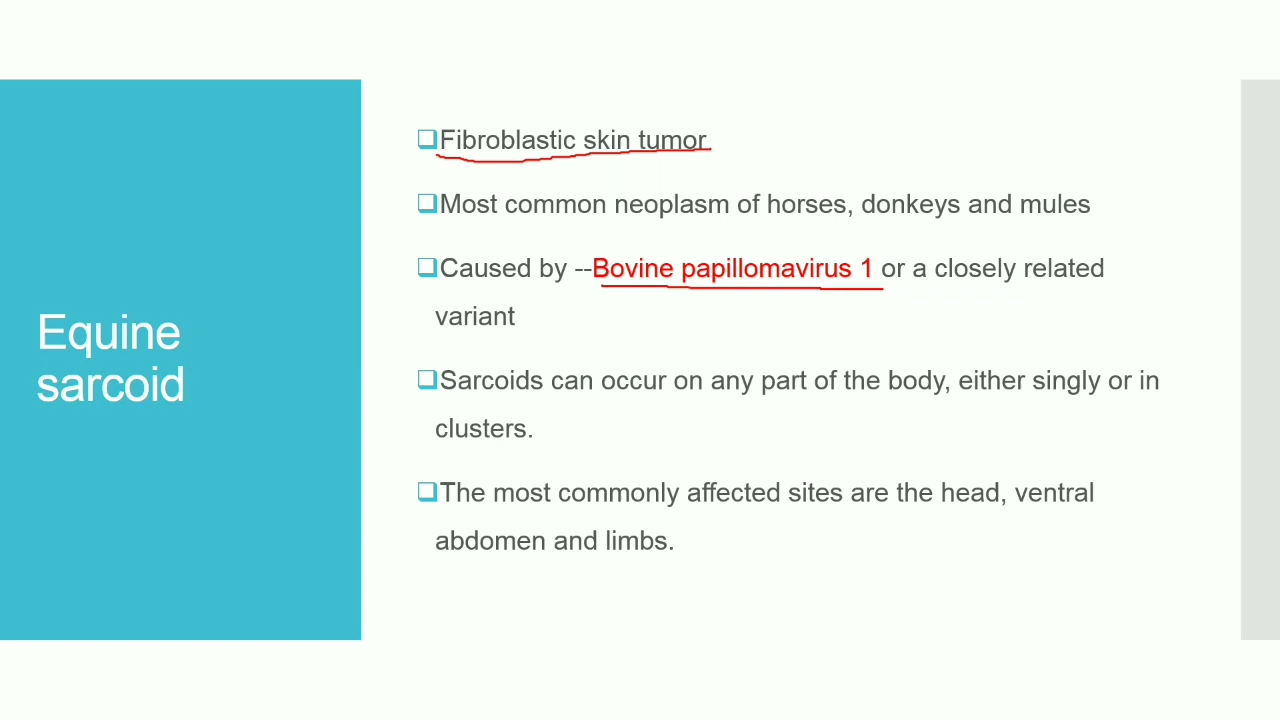 Equine
sarcoid
❑Fibroblastic skin tumor
❑Most common neoplasm of horses, donkeys and mules
❑Caused by --Bovine papillomavirus 1 or a closely related
variant
❑Sarcoids can occur on any part of the body, either singly or in
clusters.
❑The most commonly affected sites are the head, ventral
abdomen and limbs.